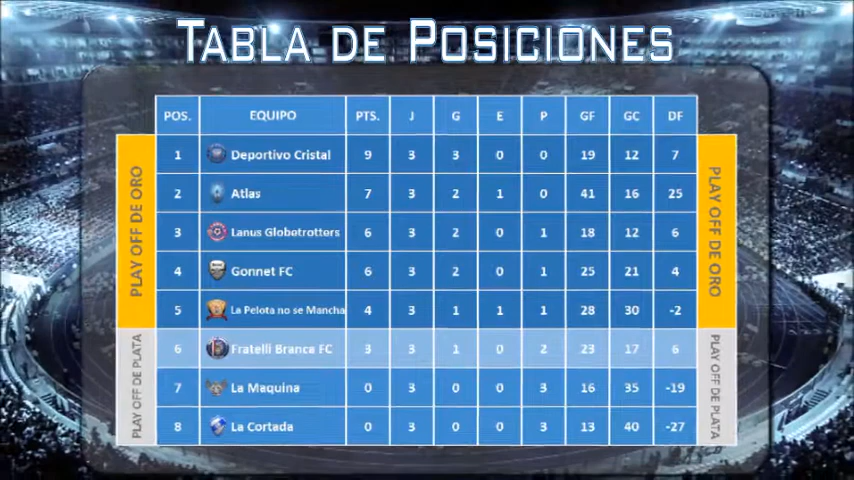 TABLA DE POSICIONES
POS. EQUIPO PTS. J G E P GF GC DF
PLAY OFF DE ORO
1 Deportivo Cristal 9 3 3 0 0 19 12 7
2 Atlas 7 3 2 1 0 41 16 25
3 Lanus Globetrotters 6 3 2 0 1 18 12 6
4 Gonnet FC 6 3 2 0 1 25 21 4
5 La Pelota no se Mancha 4 3 1 1 1 28 30 -2
PLAY OFF DE ORO
PLAY OFF DE PLATA
6 Fratelli Branca FC 3 3 1 0 2 23 17 6
7 La Maquina 0 3 0 0 3 16 35 -19
8 La Cortada 0 3 0 0 3 13 40 -27
PLAY OFF DE PLATA